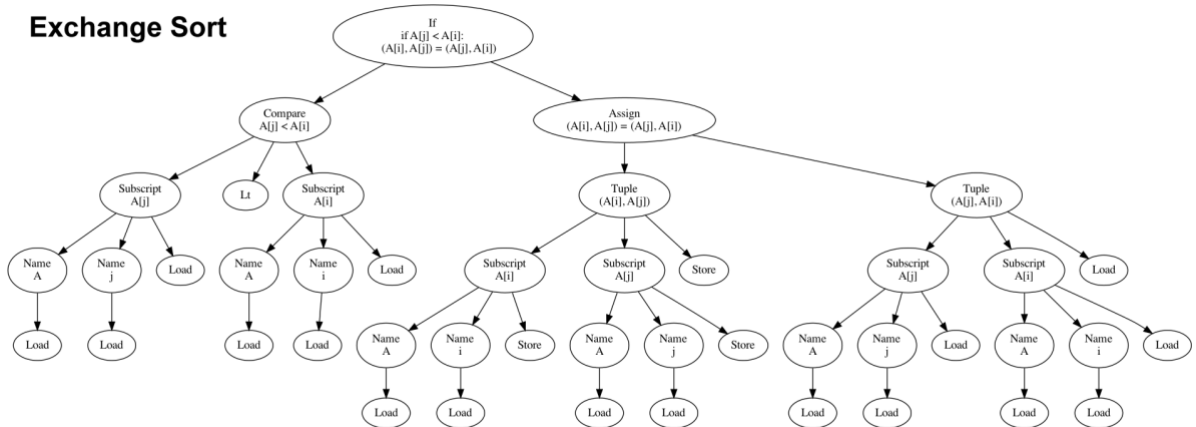 Exchange Sort
If
if A[j] < A[i]:
(A[i], A[j]) = (A[j], A[i])
Compare
A[j] < A[i]
Assign
(A[i], A[j]) = (A[j], A[i])
Subscript
A[j]
Lt
Subscript
A[i]
Tuple
(A[i], A[j])
Tuple
(A[j], A[i])
Name
A
Name
j
Load
Name
A
Name
i
Load
Subscript
A[i]
Subscript
A[j]
Store
Subscript
A[j]
Subscript
A[i]
Load
Load
Load
Load
Load
Name
A
Name
i
Store
Name
A
Name
j
Store
Name
A
Name
j
Load
Name
A
Name
i
Load
Load
Load
Load
Load
Load
Load
Load
Load